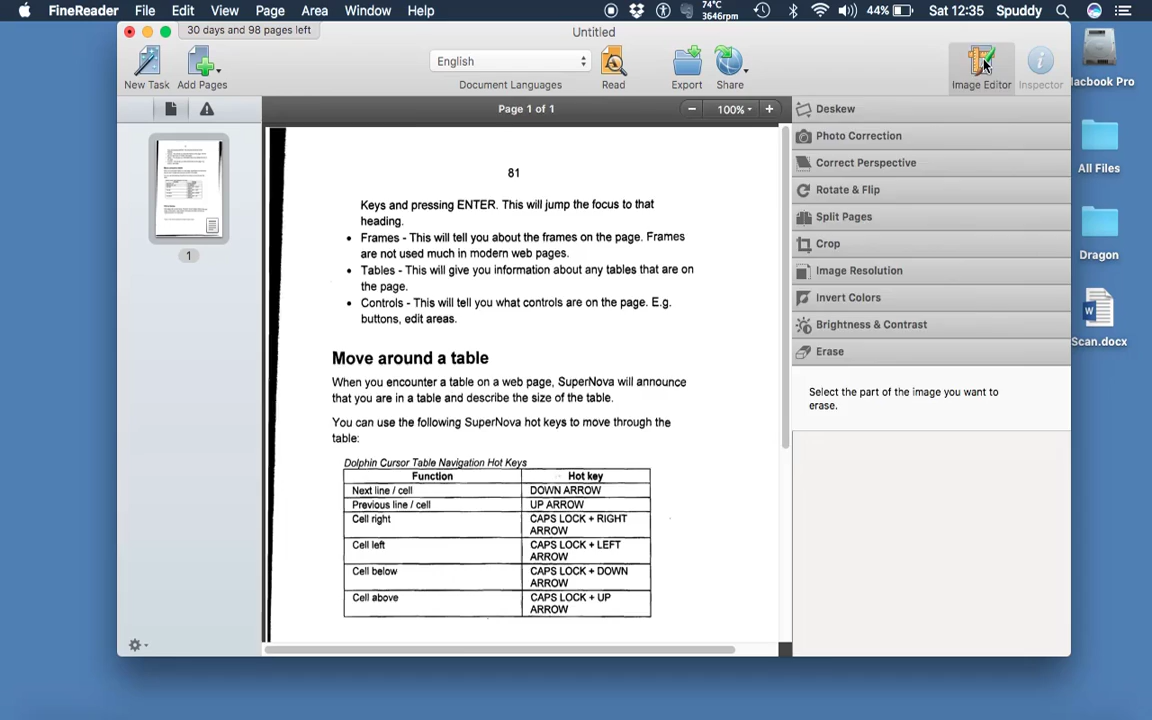 FineReader File Edit View Page Area Window Help 74°C 3646rpm 44% Sat 12:35 Spuddy
30 days and 98 pages left
Untitled
New Task
Add Pages
English
Document Languages
Read
Export
Share
Image Editor
Inspector
Page 1 of 1
100%
1
81
Keys and pressing ENTER. This will jump the focus to that
heading.
• Frames - This will tell you about the frames on the page. Frames
are not used much in modern web pages.
• Tables - This will give you information about any tables that are on
the page.
• Controls - This will tell you what controls are on the page. E.g.
buttons, edit areas.
Move around a table
When you encounter a table on a web page, SuperNova will announce
that you are in a table and describe the size of the table.
You can use the following SuperNova hot keys to move through the
table:
Dolphin Cursor Table Navigation Hot Keys
Function Hot key
Next line / cell DOWN ARROW
Previous line / cell UP ARROW
Cell right CAPS LOCK + RIGHT
ARROW
Cell left CAPS LOCK + LEFT
ARROW
Cell below CAPS LOCK + DOWN
ARROW
Cell above CAPS LOCK + UP
ARROW
Deskew
Photo Correction
Correct Perspective
Rotate & Flip
Split Pages
Crop
Image Resolution
Invert Colors
Brightness & Contrast
Erase
Select the part of the image you want to
erase.
Macbook Pro
All Files
Dragon
W
Scan.docx